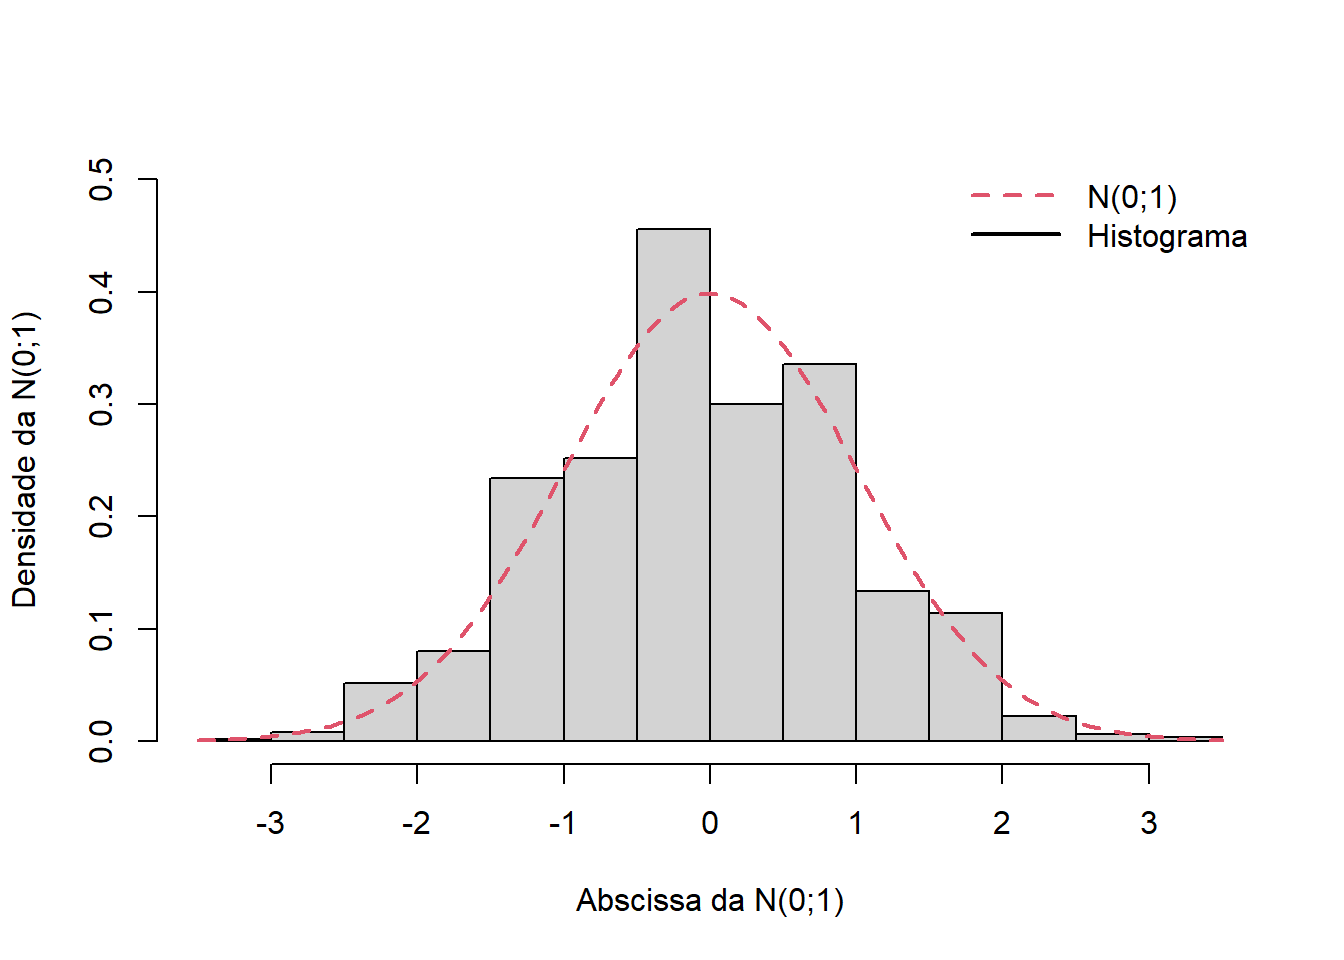 N(0;1)
Histograma
Densidade da N(0;1)
0.5
0.4
0.3
0.2
0.1
0.0
-3 -2 -1 0 1 2 3
Abscissa da N(0;1)